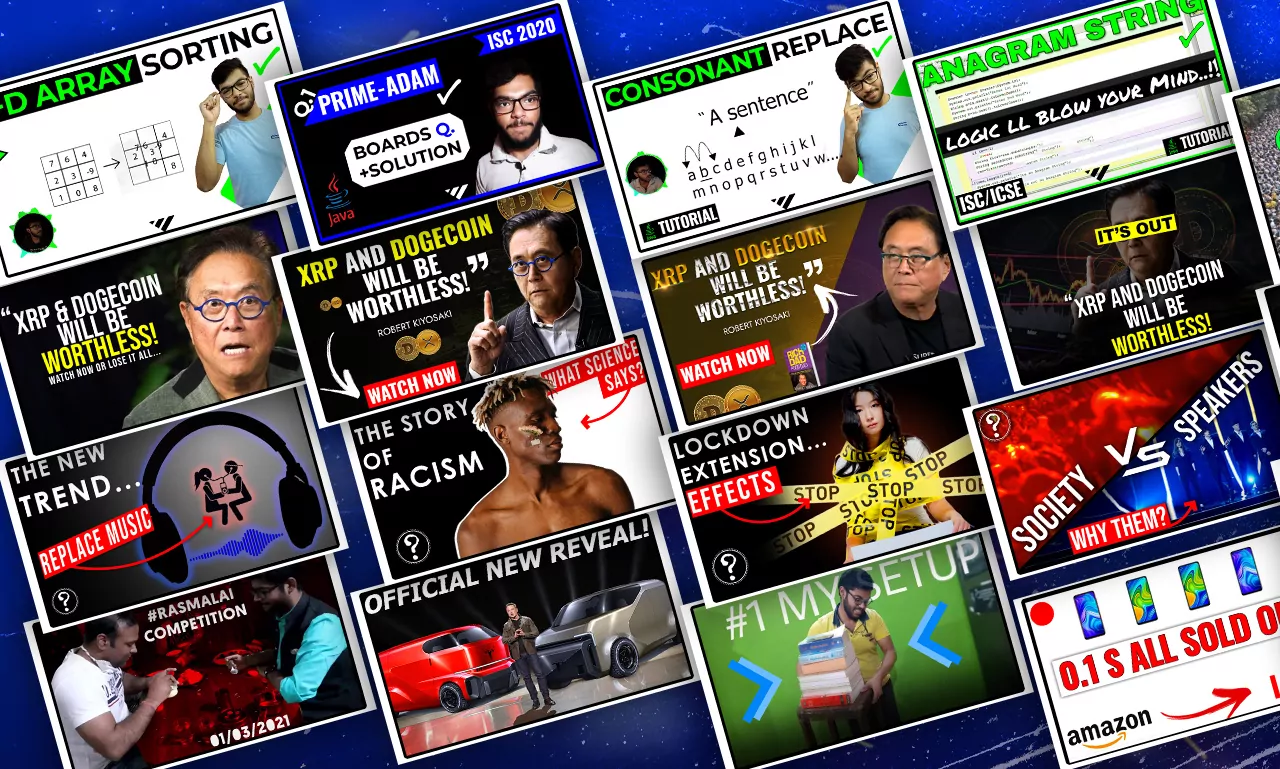 -D ARRAY SORTING
7 6 4
2 3 -9
1 0 8
ISC 2020
PRIME-ADAM
BOARDS Q.
+SOLUTION
Java
CONSONANT REPLACE
“A sentence”
a b c d e f g h i j k l
m n o p q r s t u v w...
TUTORIAL
ANAGRAM STRING
LOGIC LL BLOW YOUR MIND..!!
TUTORIAL
ISC/ICSE
“XRP & DOGECOIN
WILL BE
WORTHLESS!
WATCH NOW OR LOSE IT ALL...
XRP AND DOGECOIN
WILL BE
WORTHLESS!”
ROBERT KIYOSAKI
WATCH NOW
XRP AND DOGECOIN
WILL BE
WORTHLESS!”
ROBERT KIYOSAKI
WATCH NOW
RICH
DAD
IT'S OUT
“XRP AND DOGECOIN
WILL BE
WORTHLESS!
THE NEW
TREND...
REPLACE MUSIC
?
THE STORY
OF
RACISM
WHAT SCIENCE
SAYS?
?
LOCKDOWN
EXTENSION...
EFFECTS
STOP
STOP
STOP
STOP
STOP
STOP
?
?
SOCIETY
VS
SPEAKERS
WHY THEM?
#RASMALAI
COMPETITION
01/03/2021
OFFICIAL NEW REVEAL!
#1 MY SETUP
0.1 S ALL SOLD O
amazon